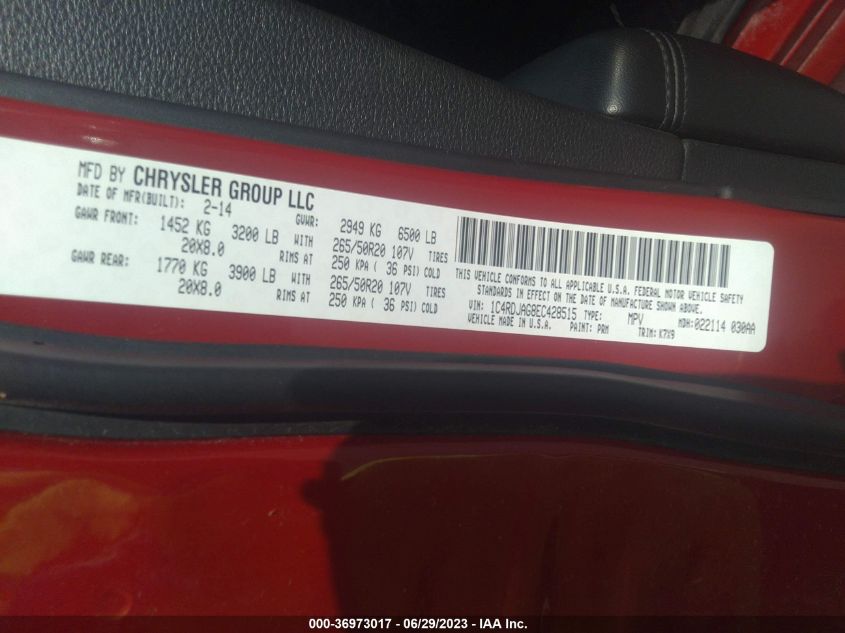 MFD BY CHRYSLER GROUP LLC
DATE OF MFR(BUILT): 2-14 GVWR: 2949 KG 6500 LB
GAWR FRONT: 1452 KG 3200 LB WITH 265/50R20 107V TIRES
20X8.0 RIMS AT 250 KPA ( 36 PSI) COLD
GAWR REAR: 1770 KG 3900 LB WITH 265/50R20 107V TIRES
20X8.0 RIMS AT 250 KPA ( 36 PSI) COLD
THIS VEHICLE CONFORMS TO ALL APPLICABLE U.S.A. FEDERAL MOTOR VEHICLE SAFETY
STANDARDS IN EFFECT ON THE DATE OF MANUFACTURE SHOWN ABOVE.
VIN: 1C4RDJAG8EC428515 TYPE: MPV MDH:022114 030AA
VEHICLE MADE IN U.S.A. PAINT: PRM TRIM: K7X9
000-36973017 - 06/29/2023 - IAA Inc.